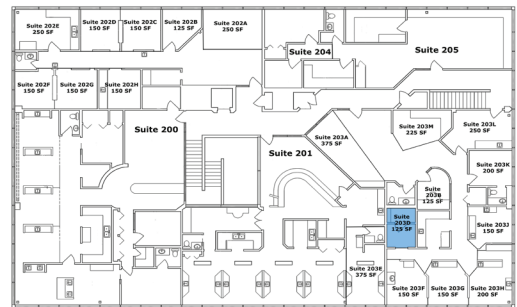 Suite 202E
250 SF
Suite 202D
150 SF
Suite 202C
150 SF
Suite 202B
125 SF
Suite 202A
250 SF
Suite 204
Suite 205
Suite 202F
150 SF
Suite 202G
150 SF
Suite 202H
150 SF
Suite 200
Suite 201
Suite 203A
375 SF
Suite 203M
225 SF
Suite 203L
250 SF
Suite 203K
200 SF
Suite
203B
125 SF
Suite
203D
125 SF
Suite 203J
150 SF
Suite 203E
375 SF
Suite 203F
150 SF
Suite 203G
150 SF
Suite 203H
200 SF